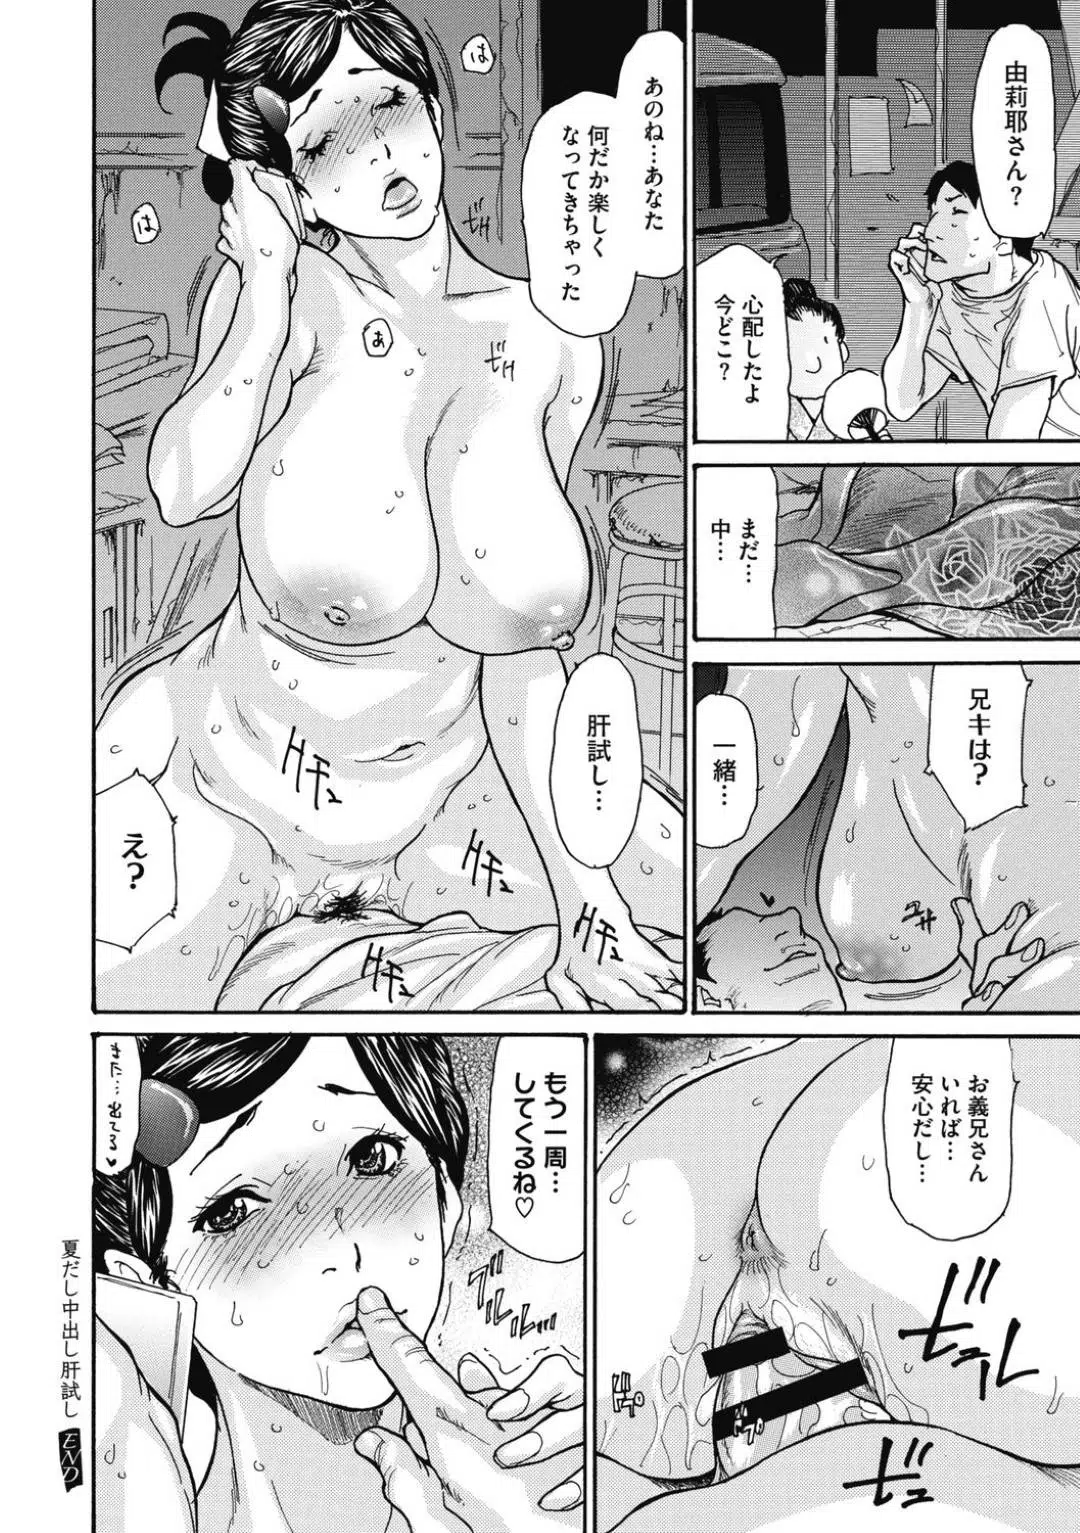 由莉耶さん？
心配したよ
今どこ？
まだ…
中…
兄キは？
一緒…
あのね…あなた
何だか楽しく
なってきちゃった
は
は
あ
肝試し…
え？
お義兄さん
いれば…
安心だし…
もう一周…
してくるね♡
また…出てる♥
夏だし中出し肝試し
END